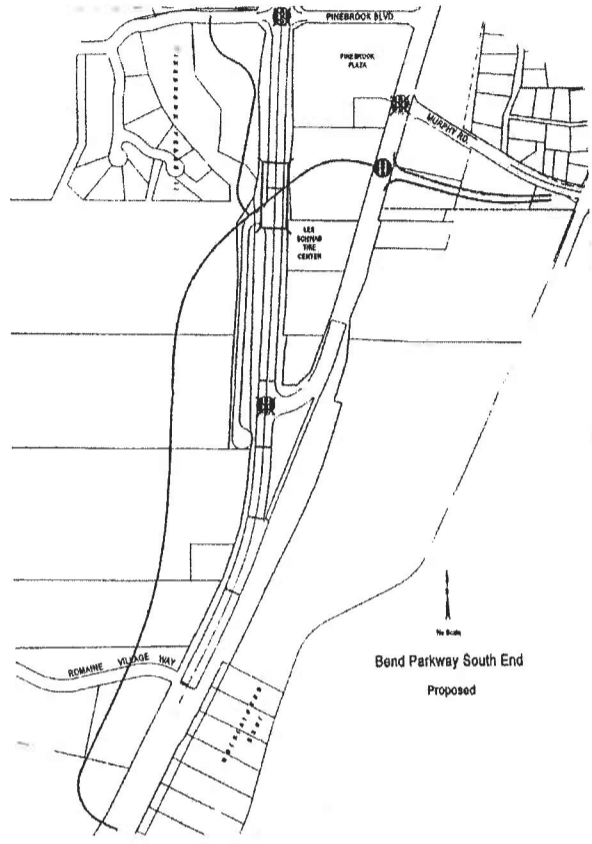 PINEBROOK BLVD.
PINEBROOK
PLAZA
MURPHY RD.
LES
SCHWAB
TIRE
CENTER
No Scale
Bend Parkway South End
Proposed
ROMAINE VILLAGE WAY